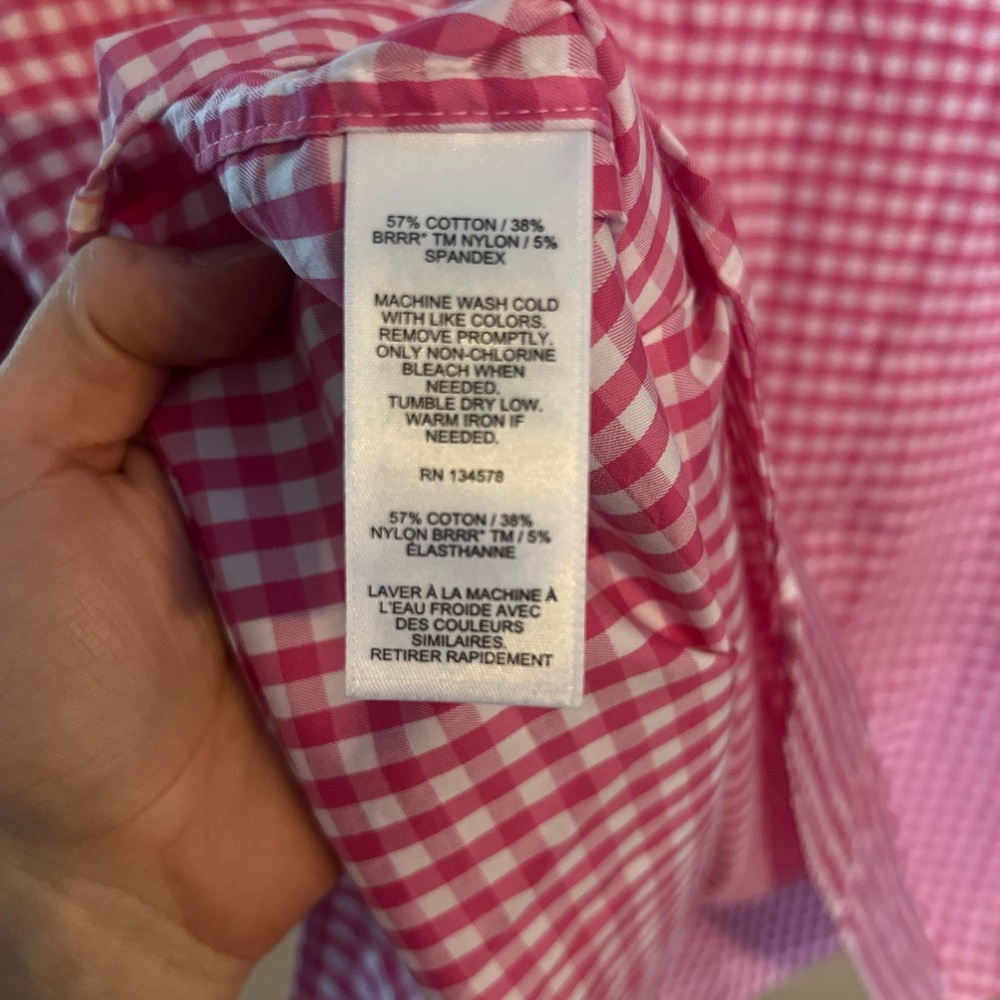 57% COTTON / 38%
BRRR° TM NYLON / 5%
SPANDEX
MACHINE WASH COLD
WITH LIKE COLORS.
REMOVE PROMPTLY.
ONLY NON-CHLORINE
BLEACH WHEN
NEEDED.
TUMBLE DRY LOW.
WARM IRON IF
NEEDED.
RN 134578
57% COTON / 38%
NYLON BRRR° TM / 5%
ÉLASTHANNE
LAVER À LA MACHINE À
L'EAU FROIDE AVEC
DES COULEURS
SIMILAIRES.
RETIRER RAPIDEMENT